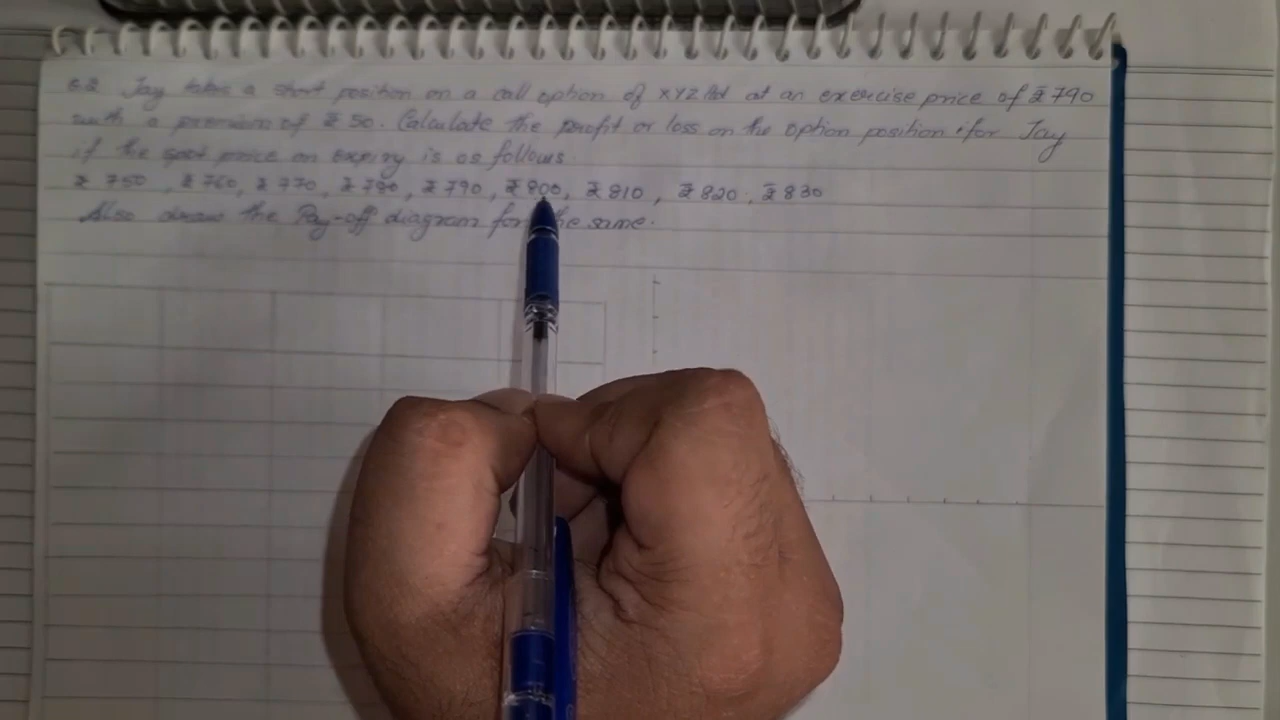 Q.2 Jay takes a short position on a call option of XYZ ltd at an exercise price of ₹ 790
with a premium of ₹ 50. Calculate the profit or loss on the option position for Jay
if the spot price on expiry is as follows
₹ 750, ₹ 760, ₹ 770, ₹ 780, ₹ 790, ₹ 800, ₹ 810, ₹ 820, ₹ 830
Also draw the Pay-off diagram for the same.